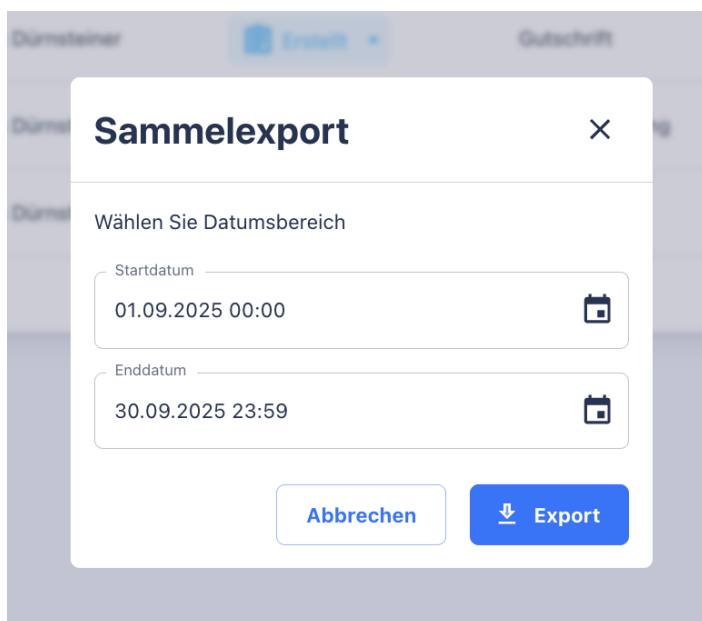 Dürnsteiner Erstellt Gutschrift
Sammelexport
Wählen Sie Datumsbereich
Startdatum
01.09.2025 00:00
Enddatum
30.09.2025 23:59
Abbrechen Export